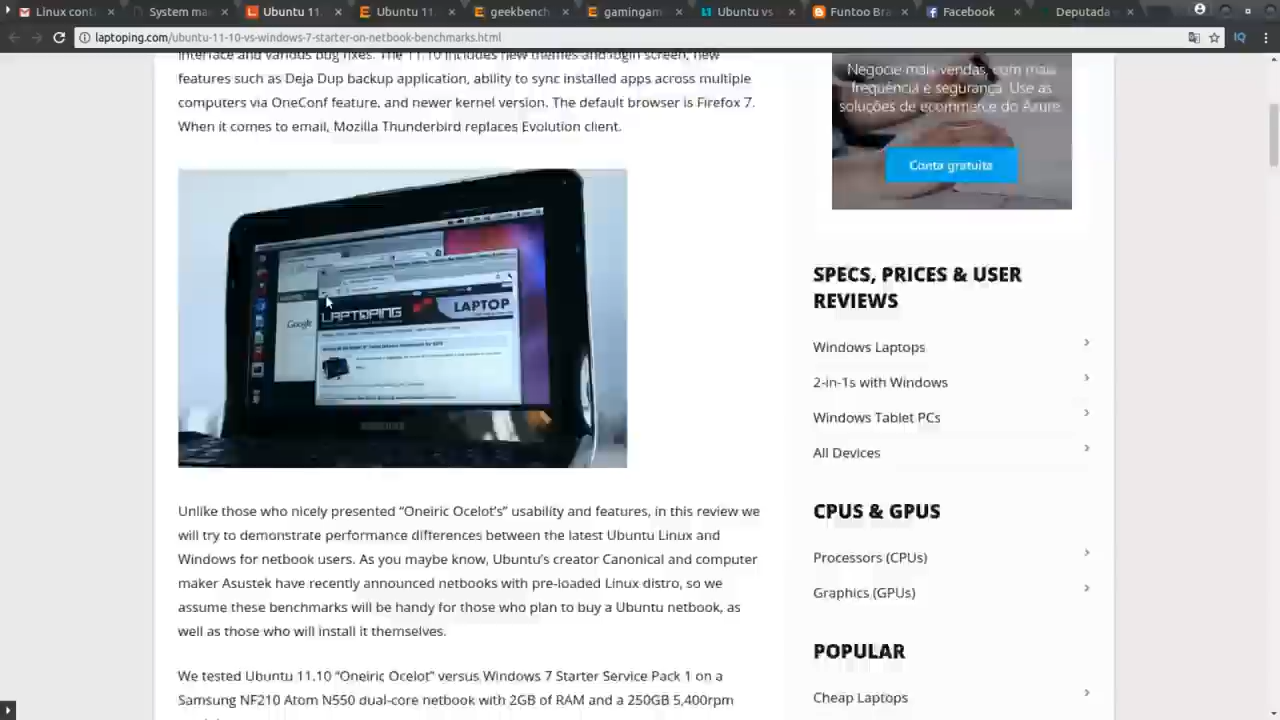 Linux cont
System ma
Ubuntu 11.
Ubuntu 11.
geekbench
gamingam
Ubuntu vs
Funtoo Bra
Facebook
Deputada
laptoping.com/ubuntu-11-10-vs-windows-7-starter-on-netbook-benchmarks.html
interface and various bug fixes. The 11.10 includes new themes and login screen, new
features such as Deja Dup backup application, ability to sync installed apps across multiple
computers via OneConf feature, and newer kernel version. The default browser is Firefox 7.
When it comes to email, Mozilla Thunderbird replaces Evolution client.
Google
LAPTOPING
LAPTOP
SAMSUNG
Unlike those who nicely presented “Oneiric Ocelot’s” usability and features, in this review we
will try to demonstrate performance differences between the latest Ubuntu Linux and
Windows for netbook users. As you maybe know, Ubuntu’s creator Canonical and computer
maker Asustek have recently announced netbooks with pre-loaded Linux distro, so we
assume these benchmarks will be handy for those who plan to buy a Ubuntu netbook, as
well as those who will install it themselves.
We tested Ubuntu 11.10 “Oneiric Ocelot” versus Windows 7 Starter Service Pack 1 on a
Samsung NF210 Atom N550 dual-core netbook with 2GB of RAM and a 250GB 5,400rpm
Negocie mais vendas, com mais
frequência e segurança. Use as
soluções de ecommerce do Azure.
Conta gratuita
SPECS, PRICES & USER
REVIEWS
Windows Laptops
2-in-1s with Windows
Windows Tablet PCs
All Devices
CPUS & GPUS
Processors (CPUs)
Graphics (GPUs)
POPULAR
Cheap Laptops